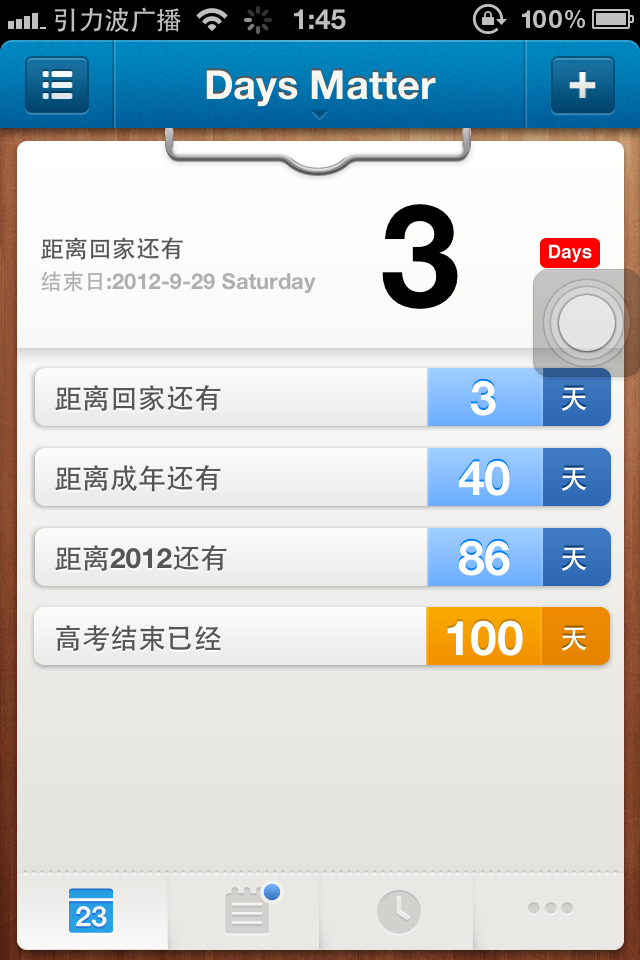 引力波广播 1:45 100%
Days Matter
距离回家还有 3 Days
结束日:2012-9-29 Saturday
距离回家还有 3 天
距离成年还有 40 天
距离2012还有 86 天
高考结束已经 100 天
23